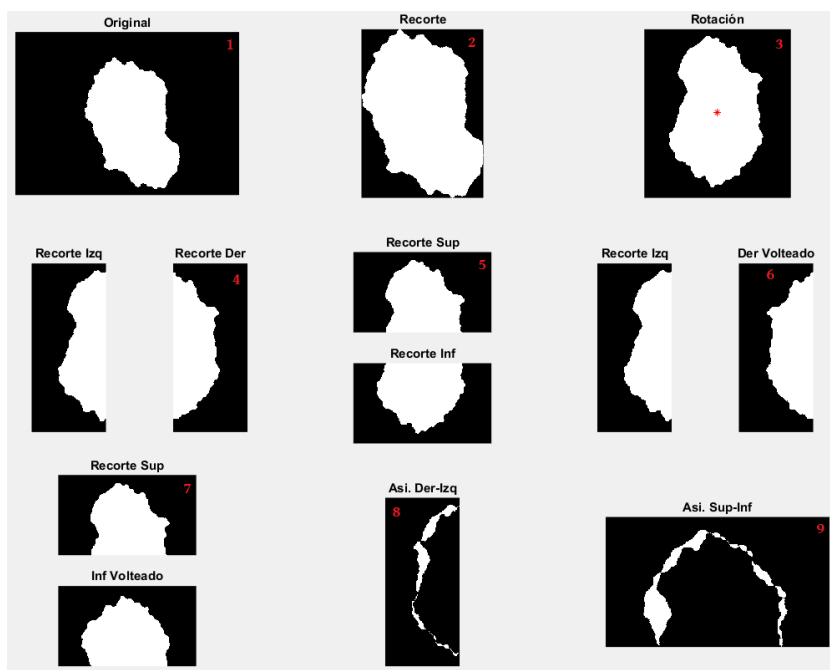 Original
1
Recorte
2
Rotación
3
Recorte Izq
Recorte Der
4
Recorte Sup
5
Recorte Inf
Recorte Izq
Der Volteado
6
Recorte Sup
7
Inf Volteado
Asi. Der-Izq
8
Asi. Sup-Inf
9